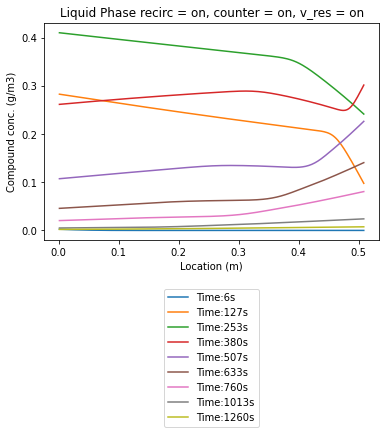 Liquid Phase recirc = on, counter = on, v_res = on
Compound conc. (g/m3)
0.4
0.3
0.2
0.1
0.0
0.0 0.1 0.2 0.3 0.4 0.5
Location (m)
Time:6s
Time:127s
Time:253s
Time:380s
Time:507s
Time:633s
Time:760s
Time:1013s
Time:1260s